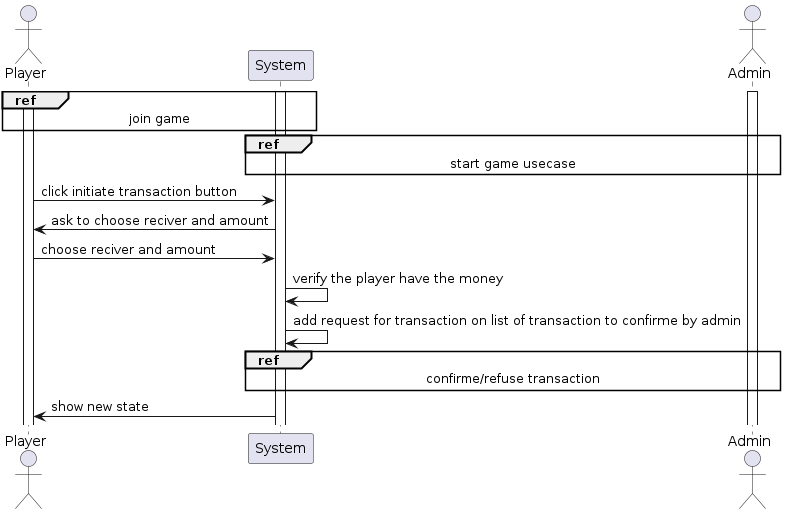 Player
System
Admin
ref
join game
ref
start game usecase
click initiate transaction button
ask to choose reciver and amount
choose reciver and amount
verify the player have the money
add request for transaction on list of transaction to confirme by admin
ref
confirme/refuse transaction
show new state
Player
System
Admin